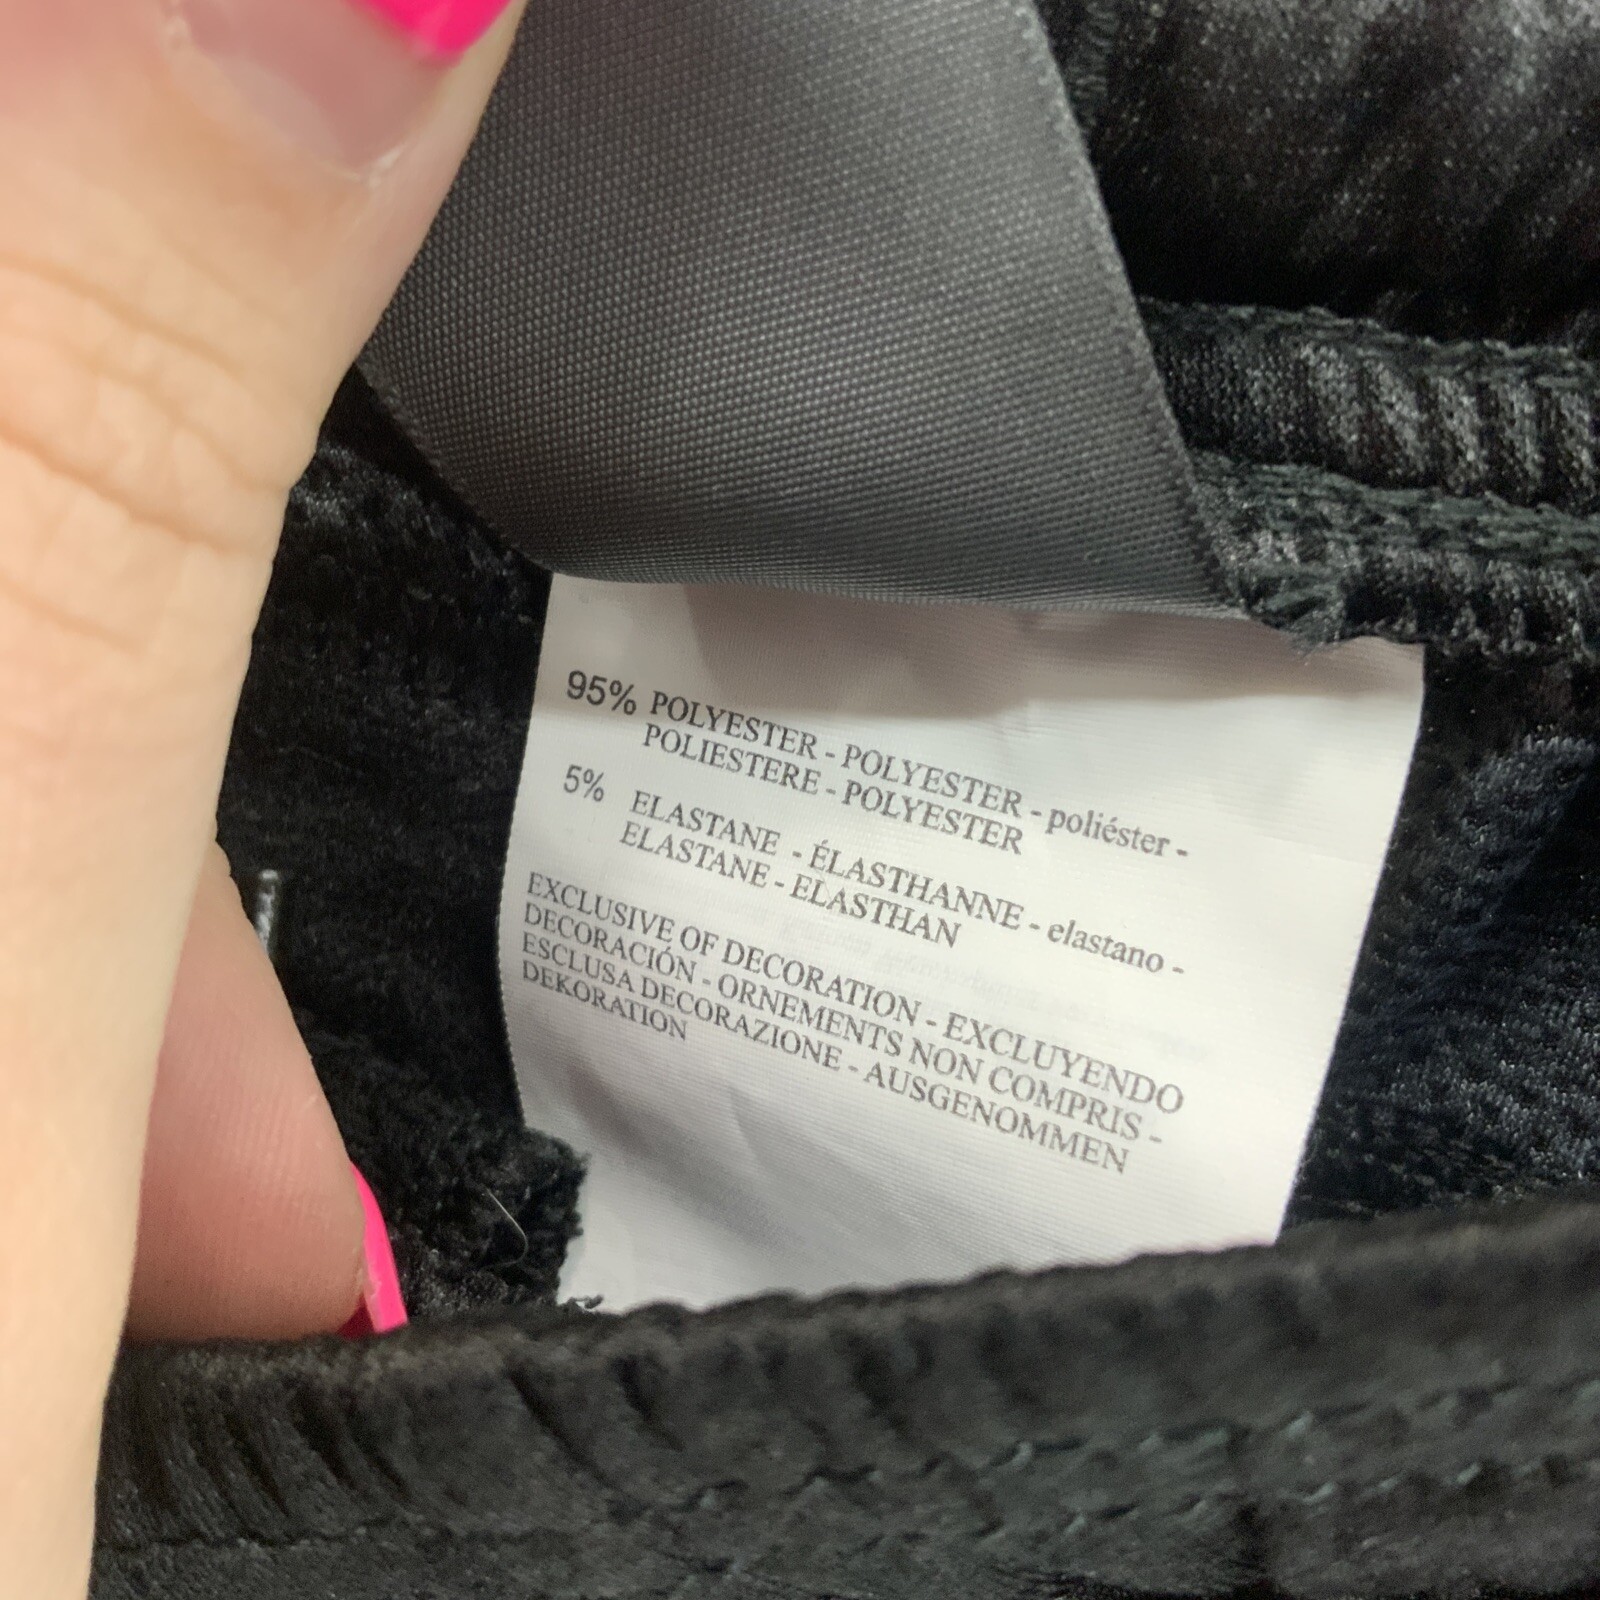 95% POLYESTER - POLYESTER - poliéster -
POLIESTERE - POLYESTER
5% ELASTANE - ÉLASTHANNE - elastano -
ELASTANE - ELASTHAN
EXCLUSIVE OF DECORATION - EXCLUYENDO
DECORACIÓN - ORNEMENTS NON COMPRIS -
ESCLUSA DECORAZIONE - AUSGENOMMEN
DEKORATION